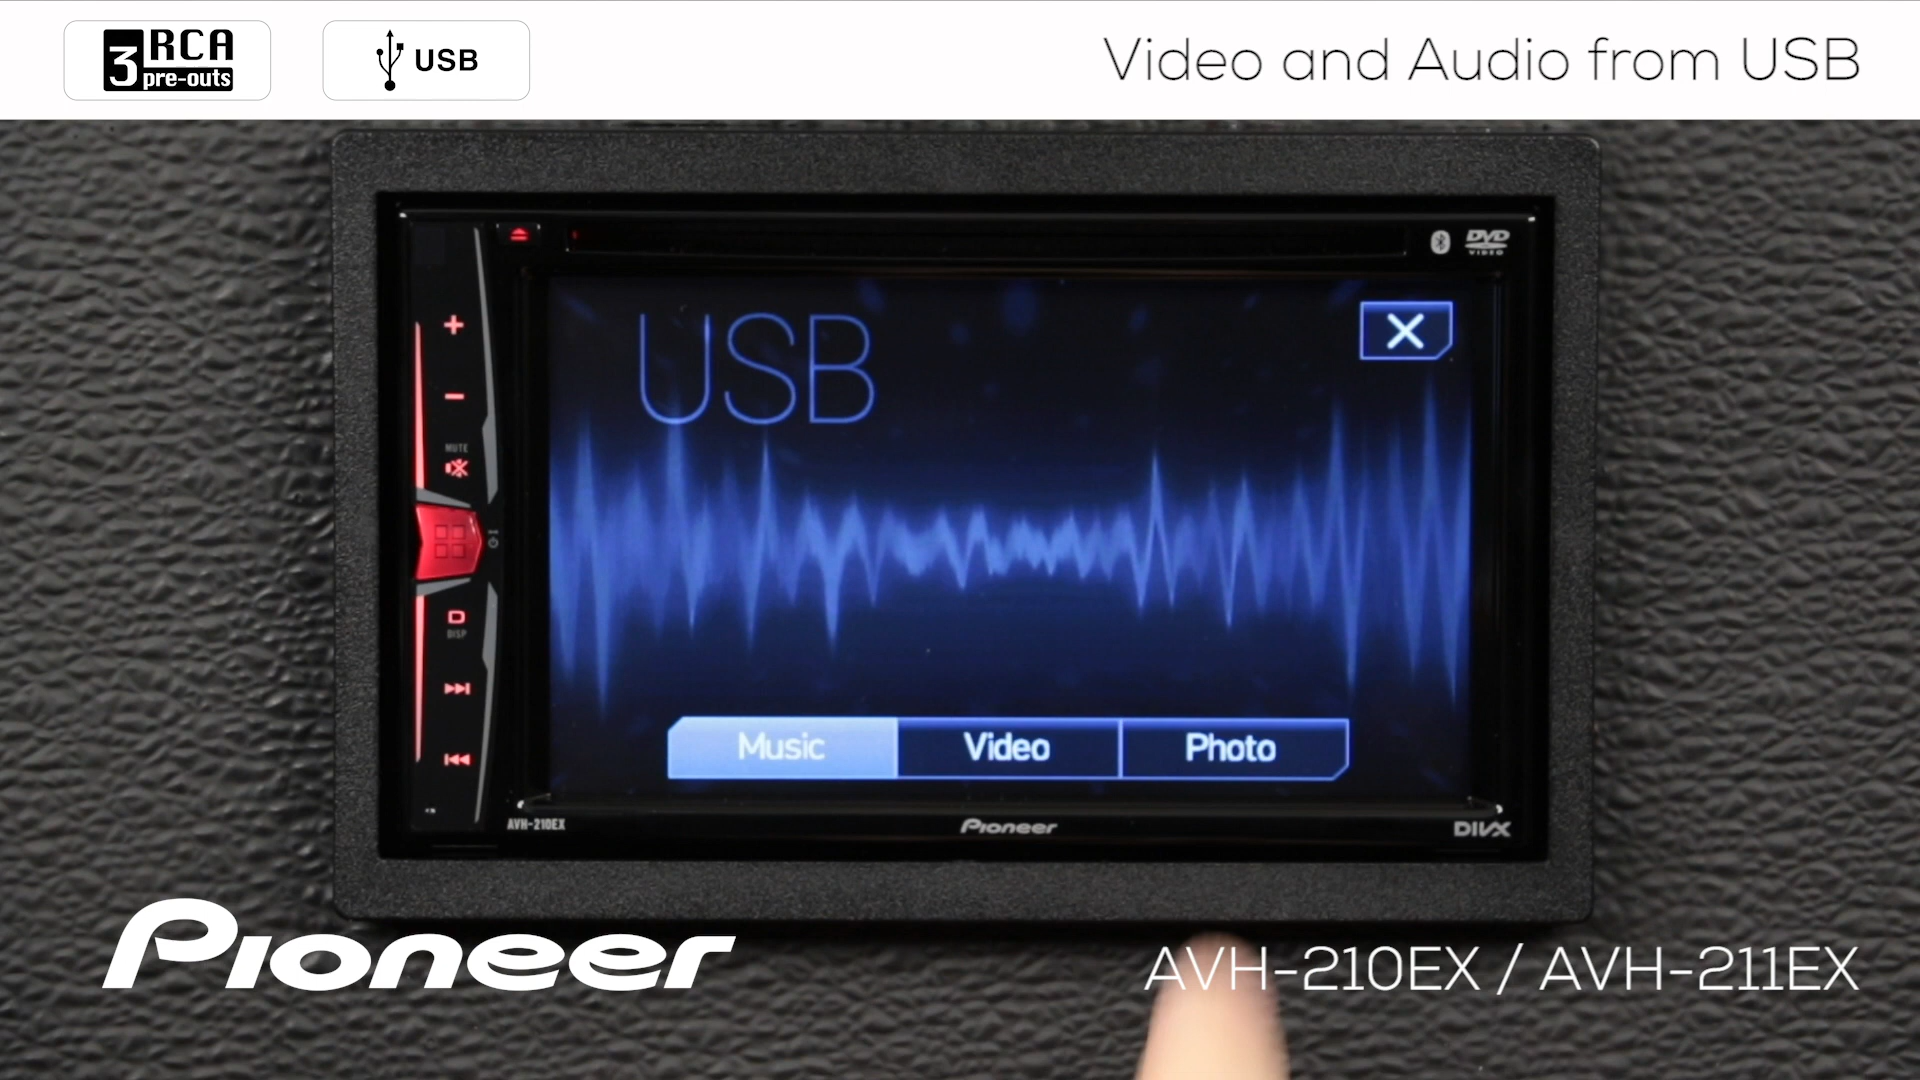 3 RCA
pre-outs
USB
Video and Audio from USB
DVD
VIDEO
USB
MUTE
DISP
Music
Video
Photo
AVH-210EX
Pioneer
DIVX
Pioneer
AVH-210EX / AVH-211EX